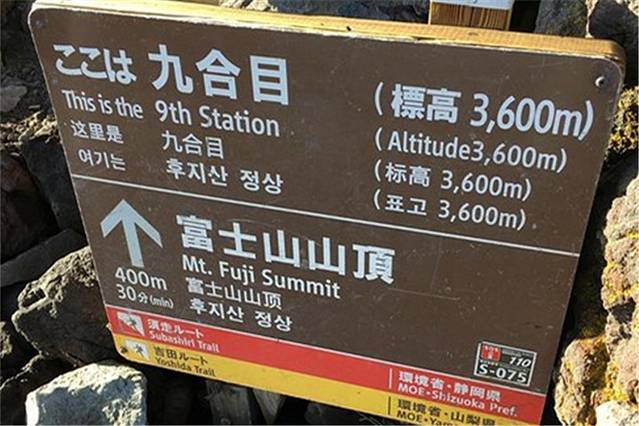 ここは 九合目 (標高 3,600m)
This is the 9th Station (Altitude3,600m)
这里是 九合目 (标高 3,600m)
여기는 후지산 정상 (표고 3,600m)
富士山山頂
Mt. Fuji Summit
400m 富士山山顶
30分(min) 후지산 정상
須走ルート
Subashiri Trail
吉田ルート
Yoshida Trail
110
S-075
環境省・静岡県
MOE・Shizuoka Pref.
環境省・山梨県
MOE・Yamanashi Pref.